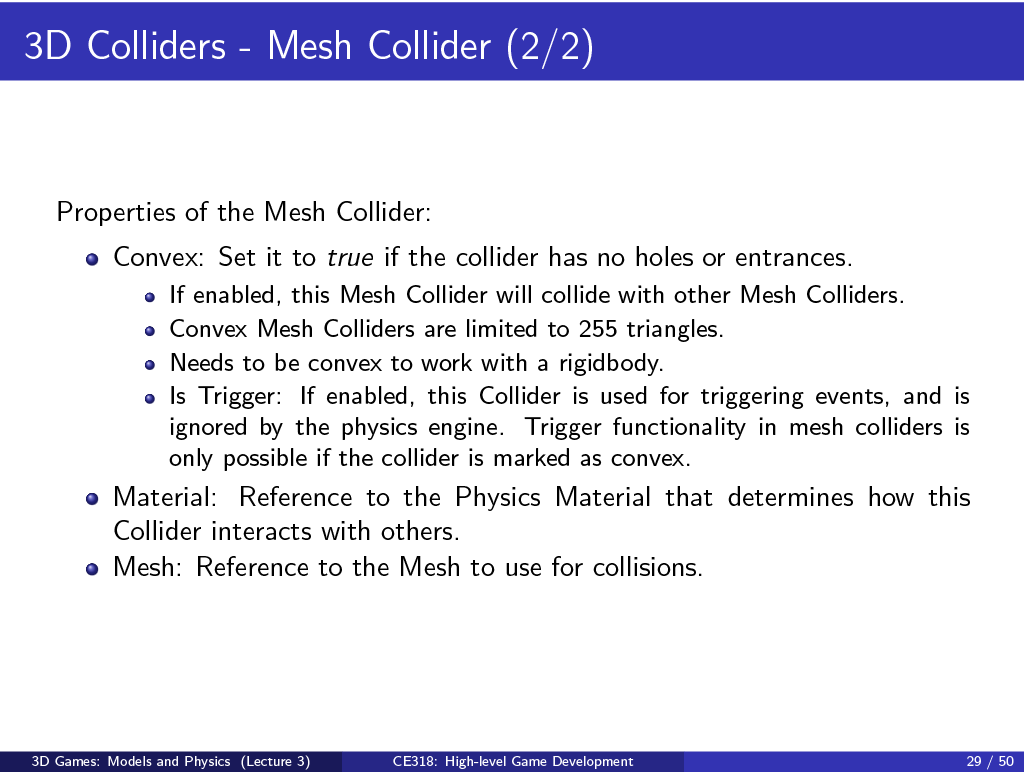 3D Colliders - Mesh Collider (2/2)
Properties of the Mesh Collider:
Convex: Set it to true if the collider has no holes or entrances.
If enabled, this Mesh Collider will collide with other Mesh Colliders.
Convex Mesh Colliders are limited to 255 triangles.
Needs to be convex to work with a rigidbody.
Is Trigger: If enabled, this Collider is used for triggering events, and is
ignored by the physics engine. Trigger functionality in mesh colliders is
only possible if the collider is marked as convex.
Material: Reference to the Physics Material that determines how this
Collider interacts with others.
Mesh: Reference to the Mesh to use for collisions.
3D Games: Models and Physics (Lecture 3) CE318: High-level Game Development 29 / 50